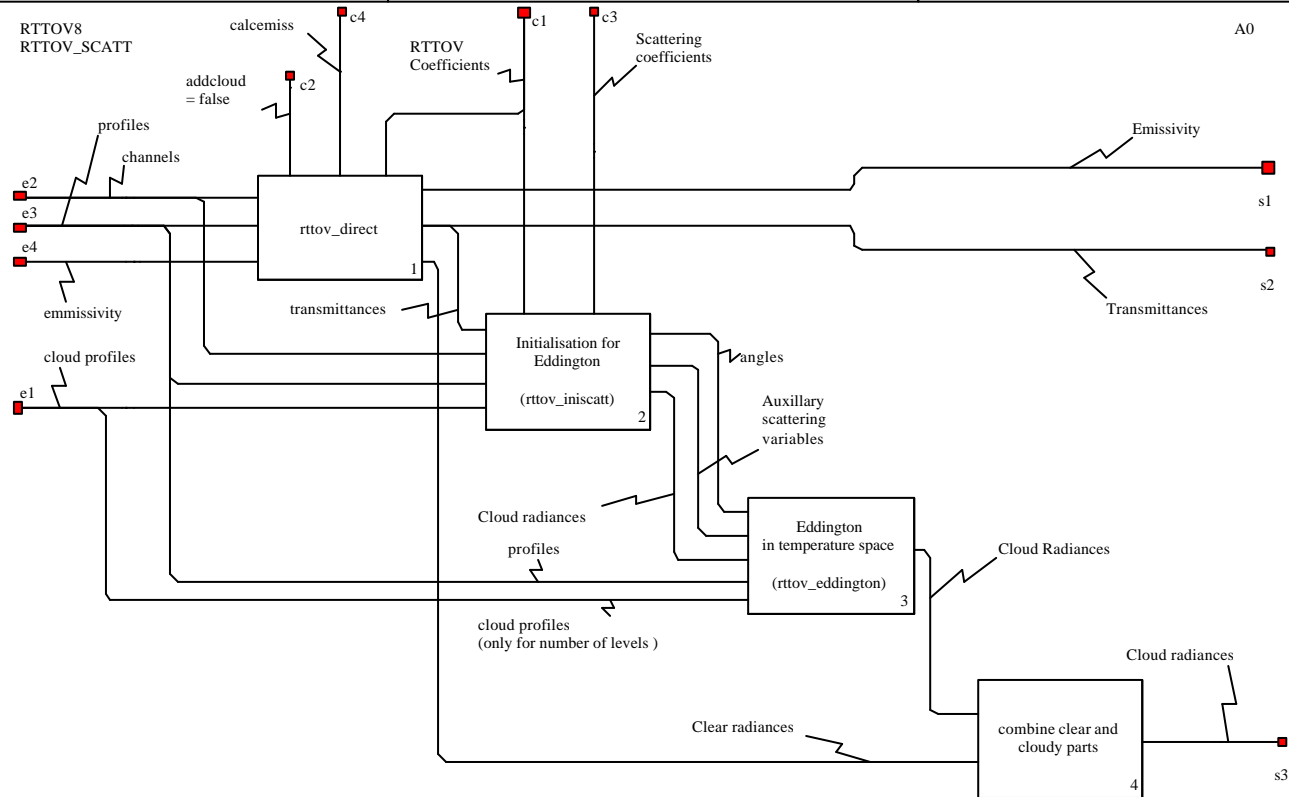 RTTOV8
RTTOV_SCATT
calcemiss
c4
c1
c3
A0
RTTOV
Coefficients
Scattering
coefficients
addcloud
= false
c2
profiles
channels
Emissivity
e2
e3
e4
rttov_direct
1
s1
s2
emmissivity
transmittances
Transmittances
cloud profiles
e1
Initialisation for
Eddington
(rttov_iniscatt)
2
angles
Auxillary
scattering
variables
Cloud radiances
profiles
Eddington
in temperature space
(rttov_eddington)
3
Cloud Radiances
cloud profiles
(only for number of levels )
Cloud radiances
Clear radiances
combine clear and
cloudy parts
4
s3